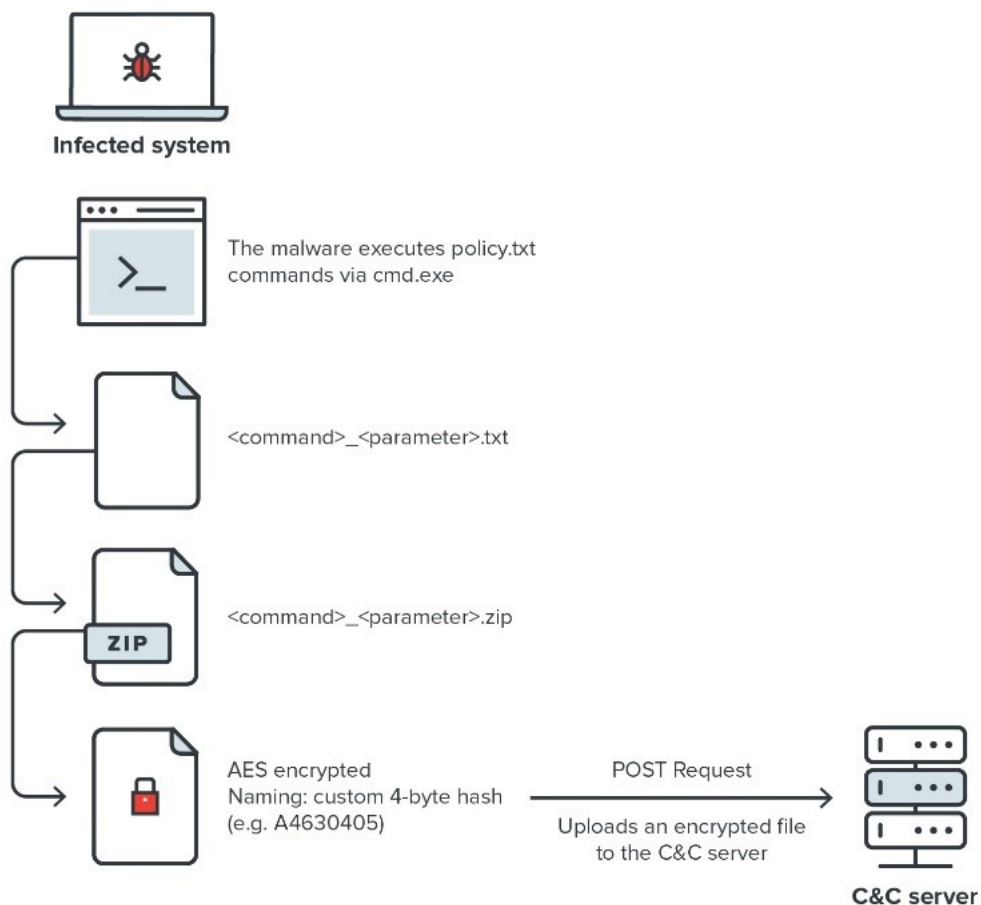 Infected system
>_
The malware executes policy.txt
commands via cmd.exe
<command>_<parameter>.txt
<command>_<parameter>.zip
ZIP
AES encrypted
Naming: custom 4-byte hash
(e.g. A4630405)
POST Request
Uploads an encrypted file
to the C&C server
C&C server